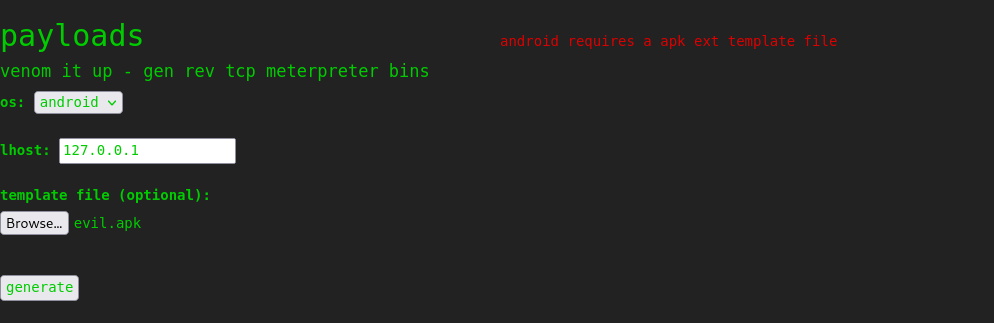 payloads
android requires a apk ext template file
venom it up - gen rev tcp meterpreter bins
os: android
lhost: 127.0.0.1
template file (optional):
Browse... evil.apk
generate